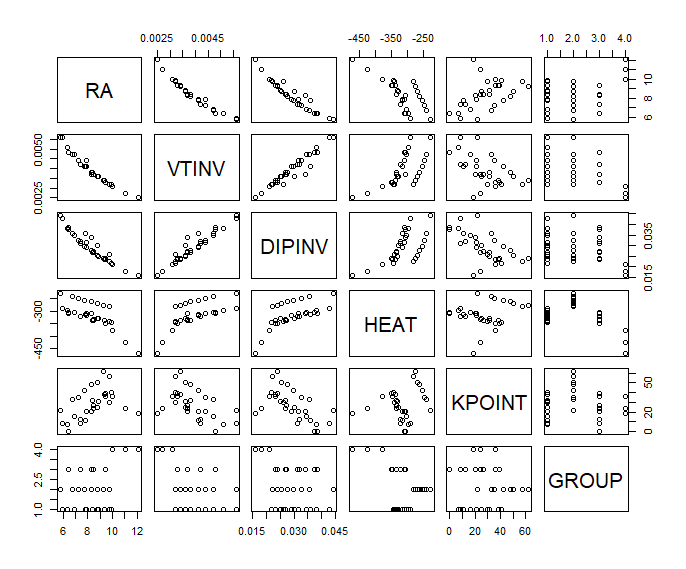 0.0025 0.0045 -450 -350 -250 1.0 2.0 3.0 4.0
RA
6 8 10
0.0025 0.0050
VTINV
DIPINV
0.015 0.035
-450 -300
HEAT
KPOINT
0 20 50
1.0 2.5 4.0
GROUP
6 8 10 12 0.015 0.030 0.045 0 20 40 60